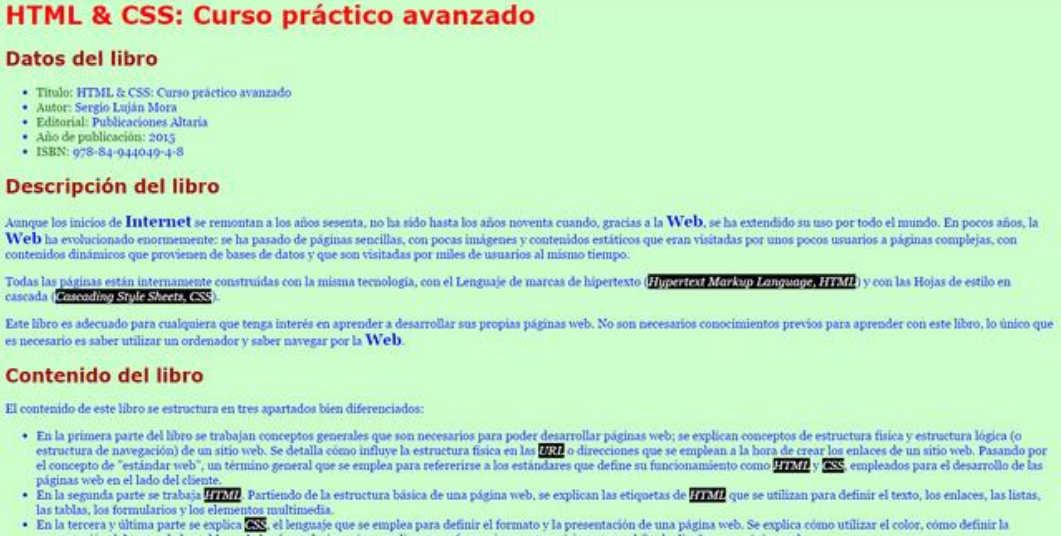 HTML & CSS: Curso práctico avanzado
Datos del libro
Título: HTML & CSS: Curso práctico avanzado
Autor: Sergio Luján Mora
Editorial: Publicaciones Altaria
Año de publicación: 2015
ISBN: 978-84-944049-4-8
Descripción del libro
Aunque los inicios de Internet se remontan a los años sesenta, no ha sido hasta los años noventa cuando, gracias a la Web, se ha extendido su uso por todo el mundo. En pocos años, la
Web ha evolucionado enormemente: se ha pasado de páginas sencillas, con pocas imágenes y contenidos estáticos que eran visitadas por unos pocos usuarios a páginas complejas, con
contenidos dinámicos que provienen de bases de datos y que son visitadas por miles de usuarios al mismo tiempo.
Todas las páginas están internamente construidas con la misma tecnología, con el Lenguaje de marcas de hipertexto (Hypertext Markup Language, HTML) y con las Hojas de estilo en
cascada (Cascading Style Sheets, CSS).
Este libro es adecuado para cualquiera que tenga interés en aprender a desarrollar sus propias páginas web. No son necesarios conocimientos previos para aprender con este libro, lo único que
es necesario es saber utilizar un ordenador y saber navegar por la Web.
Contenido del libro
El contenido de este libro se estructura en tres apartados bien diferenciados:
En la primera parte del libro se trabajan conceptos generales que son necesarios para poder desarrollar páginas web; se explican conceptos de estructura física y estructura lógica (o
estructura de navegación) de un sitio web. Se detalla cómo influye la estructura física en las URL o direcciones que se emplean a la hora de crear los enlaces de un sitio web. Pasando por
el concepto de "estándar web", un término general que se emplea para refererirse a los estándares que define su funcionamiento como HTML y CSS, empleados para el desarrollo de las
páginas web en el lado del cliente.
En la segunda parte se trabaja HTML. Partiendo de la estructura básica de una página web, se explican las etiquetas de HTML que se utilizan para definir el texto, los enlaces, las listas,
las tablas, los formularios y los elementos multimedia.
En la tercera y última parte se explica CSS, el lenguaje que se emplea para definir el formato y la presentación de una página web. Se explica cómo utilizar el color, cómo definir la